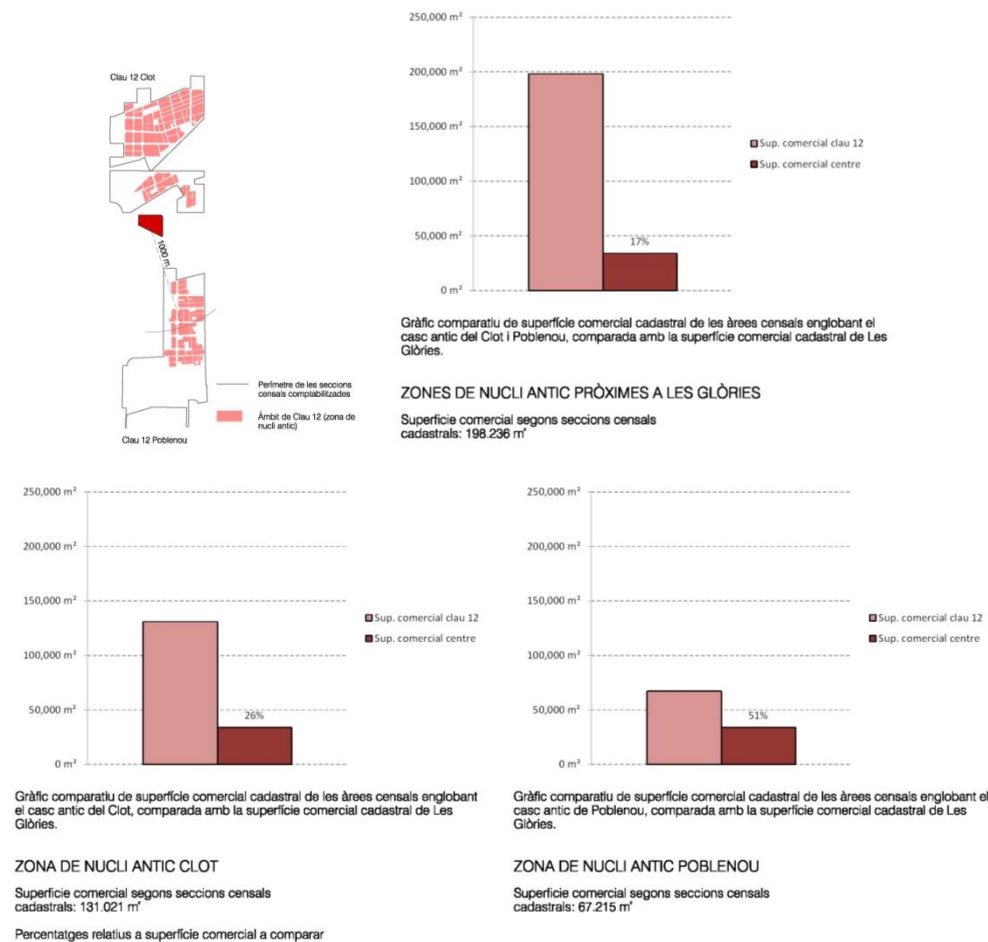 Clau 12 Clot
1000 m
Perímetre de les seccions
censals comptabilitzades
Àmbit de Clau 12 (zona de
nucli antic)
Clau 12 Poblenou
250,000 m²
200,000 m²
150,000 m²
100,000 m²
50,000 m²
0 m²
17%
Sup. comercial clau 12
Sup. comercial centre
Gràfic comparatiu de superfície comercial cadastral de les àrees censals englobant el
casc antic del Clot i Poblenou, comparada amb la superfície comercial cadastral de Les
Glòries.
ZONES DE NUCLI ANTIC PRÒXIMES A LES GLÒRIES
Superficie comercial segons seccions censals
cadastrals: 198.236 m²
250,000 m²
200,000 m²
150,000 m²
100,000 m²
50,000 m²
0 m²
26%
Sup. comercial clau 12
Sup. comercial centre
Gràfic comparatiu de superfície comercial cadastral de les àrees censals englobant
el casc antic del Clot, comparada amb la superfície comercial cadastral de Les
Glòries.
ZONA DE NUCLI ANTIC CLOT
Superficie comercial segons seccions censals
cadastrals: 131.021 m²
Percentatges relatius a superfície comercial a comparar
250,000 m²
200,000 m²
150,000 m²
100,000 m²
50,000 m²
0 m²
51%
Sup. comercial clau 12
Sup. comercial centre
Gràfic comparatiu de superfície comercial cadastral de les àrees censals englobant el
casc antic de Poblenou, comparada amb la superfície comercial cadastral de Les
Glòries.
ZONA DE NUCLI ANTIC POBLENOU
Superficie comercial segons seccions censals
cadastrals: 67.215 m²